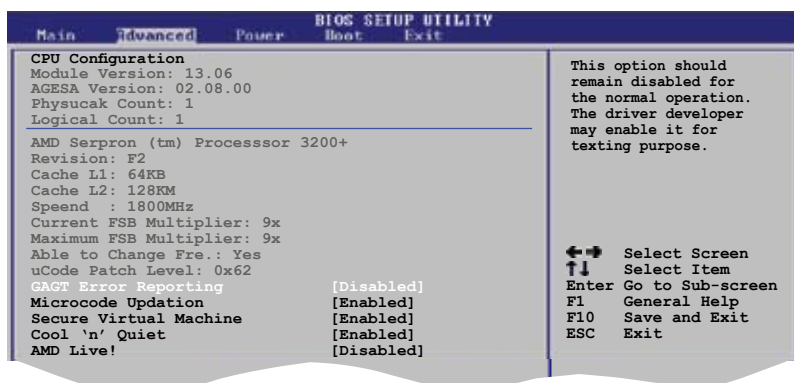 BIOS SETUP UTILITY
Main Advanced Power Boot Exit
CPU Configuration
Module Version: 13.06
AGESA Version: 02.08.00
Physucak Count: 1
Logical Count: 1
AMD Serpron (tm) Processsor 3200+
Revision: F2
Cache L1: 64KB
Cache L2: 128KM
Speend : 1800MHz
Current FSB Multiplier: 9x
Maximum FSB Multiplier: 9x
Able to Change Fre.: Yes
uCode Patch Level: 0x62
GAGT Error Reporting [Disabled]
Microcode Updation [Enabled]
Secure Virtual Machine [Enabled]
Cool ‘n’ Quiet [Enabled]
AMD Live! [Disabled]
This option should
remain disabled for
the normal operation.
The driver developer
may enable it for
texting purpose.
←→ Select Screen
↑↓ Select Item
Enter Go to Sub-screen
F1 General Help
F10 Save and Exit
ESC Exit